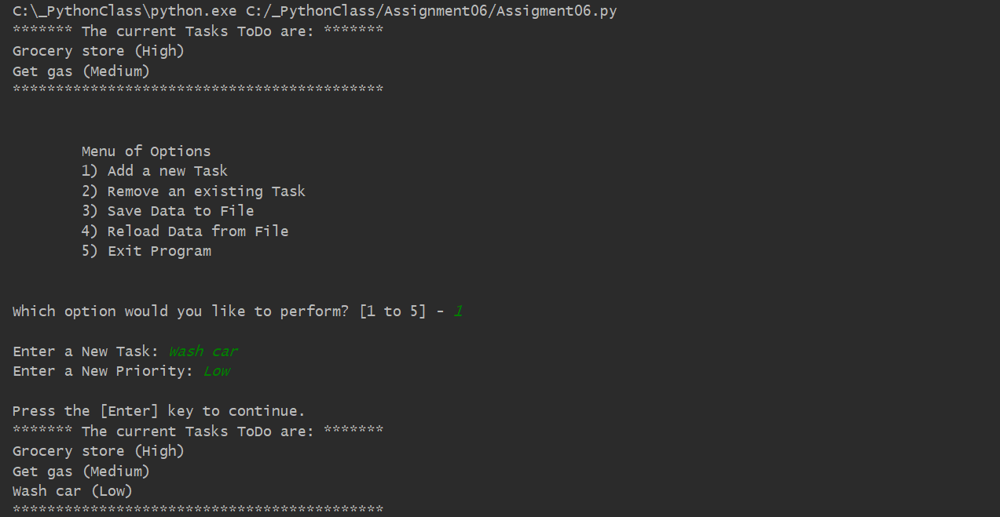 C:\_PythonClass\python.exe C:/_PythonClass/Assignment06/Assigment06.py
******* The current Tasks ToDo are: *******
Grocery store (High)
Get gas (Medium)
*******************************************
Menu of Options
1) Add a new Task
2) Remove an existing Task
3) Save Data to File
4) Reload Data from File
5) Exit Program
Which option would you like to perform? [1 to 5] - 1
Enter a New Task: Wash car
Enter a New Priority: Low
Press the [Enter] key to continue.
******* The current Tasks ToDo are: *******
Grocery store (High)
Get gas (Medium)
Wash car (Low)
*******************************************